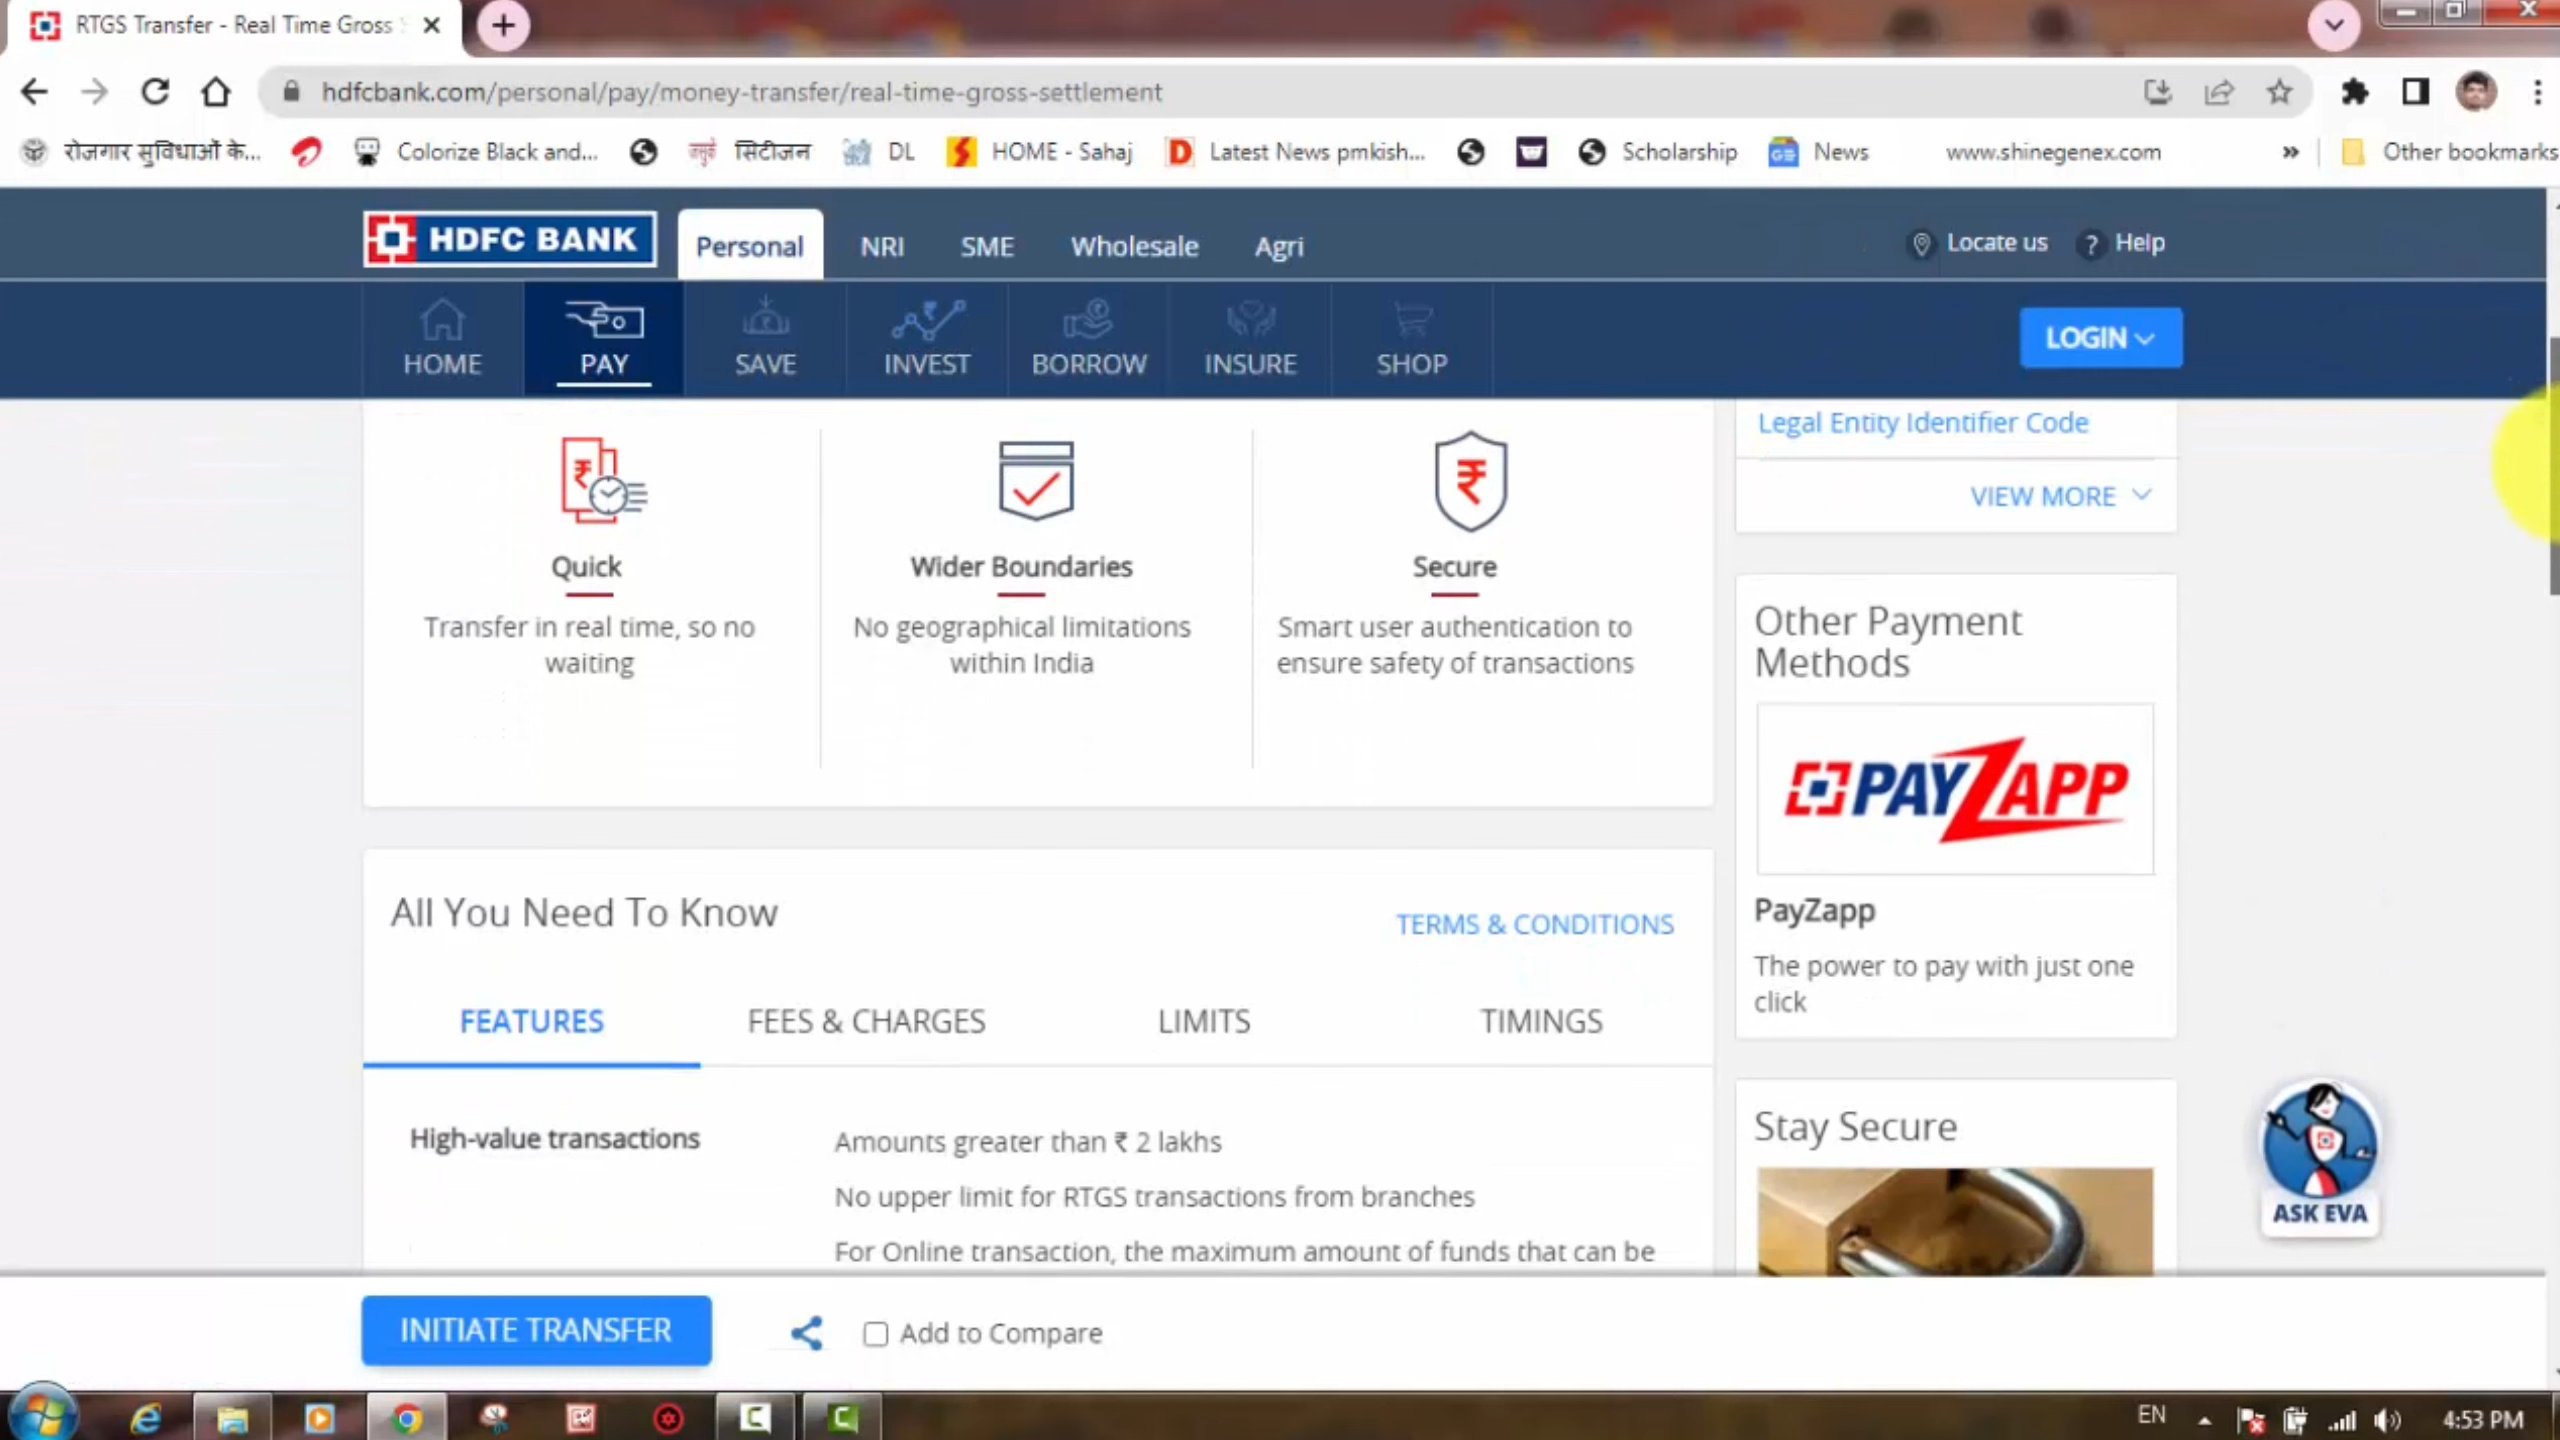 RTGS Transfer - Real Time Gross
hdfcbank.com/personal/pay/money-transfer/real-time-gross-settlement
रोजगार सुविधाओं के... Colorize Black and... सिटीजन DL HOME - Sahaj Latest News pmkish... Scholarship News www.shinegenex.com » Other bookmarks
HDFC BANK Personal NRI SME Wholesale Agri Locate us ? Help
HOME PAY SAVE INVEST BORROW INSURE SHOP LOGIN
Legal Entity Identifier Code
VIEW MORE
Quick
Transfer in real time, so no
waiting
Wider Boundaries
No geographical limitations
within India
Secure
Smart user authentication to
ensure safety of transactions
Other Payment
Methods
PAYZAPP
PayZapp
The power to pay with just one
click
All You Need To Know
TERMS & CONDITIONS
FEATURES FEES & CHARGES LIMITS TIMINGS
High-value transactions
Amounts greater than ₹ 2 lakhs
No upper limit for RTGS transactions from branches
For Online transaction, the maximum amount of funds that can be
Stay Secure
ASK EVA
INITIATE TRANSFER Add to Compare
EN 4:53 PM